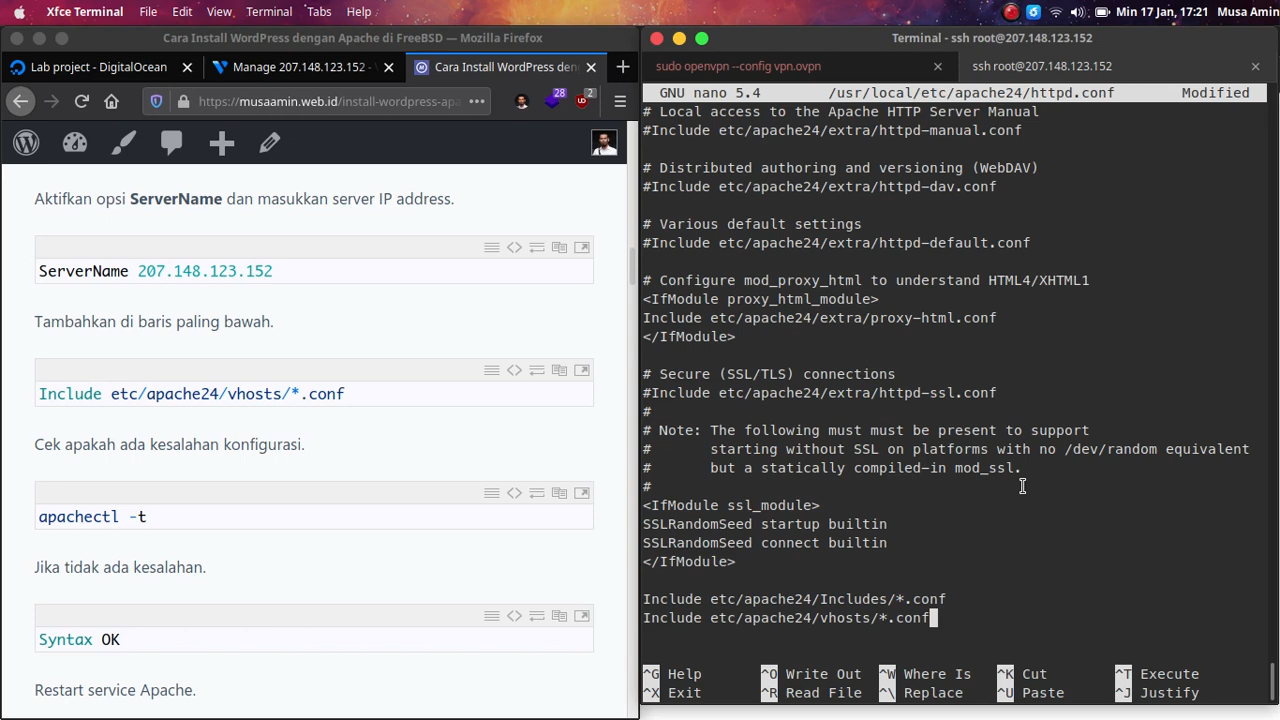 Xfce Terminal File Edit View Terminal Tabs Help
Min 17 Jan, 17:21 Musa Amin
Cara Install WordPress dengan Apache di FreeBSD — Mozilla Firefox
Lab project - DigitalOcean
Manage 207.148.123.152 -
Cara Install WordPress den
https://musaamin.web.id/install-wordpress-apa
28
2
Aktifkan opsi ServerName dan masukkan server IP address.
ServerName 207.148.123.152
Tambahkan di baris paling bawah.
Include etc/apache24/vhosts/*.conf
Cek apakah ada kesalahan konfigurasi.
apachectl -t
Jika tidak ada kesalahan.
Syntax OK
Restart service Apache.
Terminal - ssh root@207.148.123.152
sudo openvpn --config vpn.ovpn
ssh root@207.148.123.152
GNU nano 5.4 /usr/local/etc/apache24/httpd.conf Modified
# Local access to the Apache HTTP Server Manual
#Include etc/apache24/extra/httpd-manual.conf
# Distributed authoring and versioning (WebDAV)
#Include etc/apache24/extra/httpd-dav.conf
# Various default settings
#Include etc/apache24/extra/httpd-default.conf
# Configure mod_proxy_html to understand HTML4/XHTML1
<IfModule proxy_html_module>
Include etc/apache24/extra/proxy-html.conf
</IfModule>
# Secure (SSL/TLS) connections
#Include etc/apache24/extra/httpd-ssl.conf
#
# Note: The following must must be present to support
# starting without SSL on platforms with no /dev/random equivalent
# but a statically compiled-in mod_ssl.
#
<IfModule ssl_module>
SSLRandomSeed startup builtin
SSLRandomSeed connect builtin
</IfModule>
Include etc/apache24/Includes/*.conf
Include etc/apache24/vhosts/*.conf
^G Help ^O Write Out ^W Where Is ^K Cut ^T Execute
^X Exit ^R Read File ^\ Replace ^U Paste ^J Justify